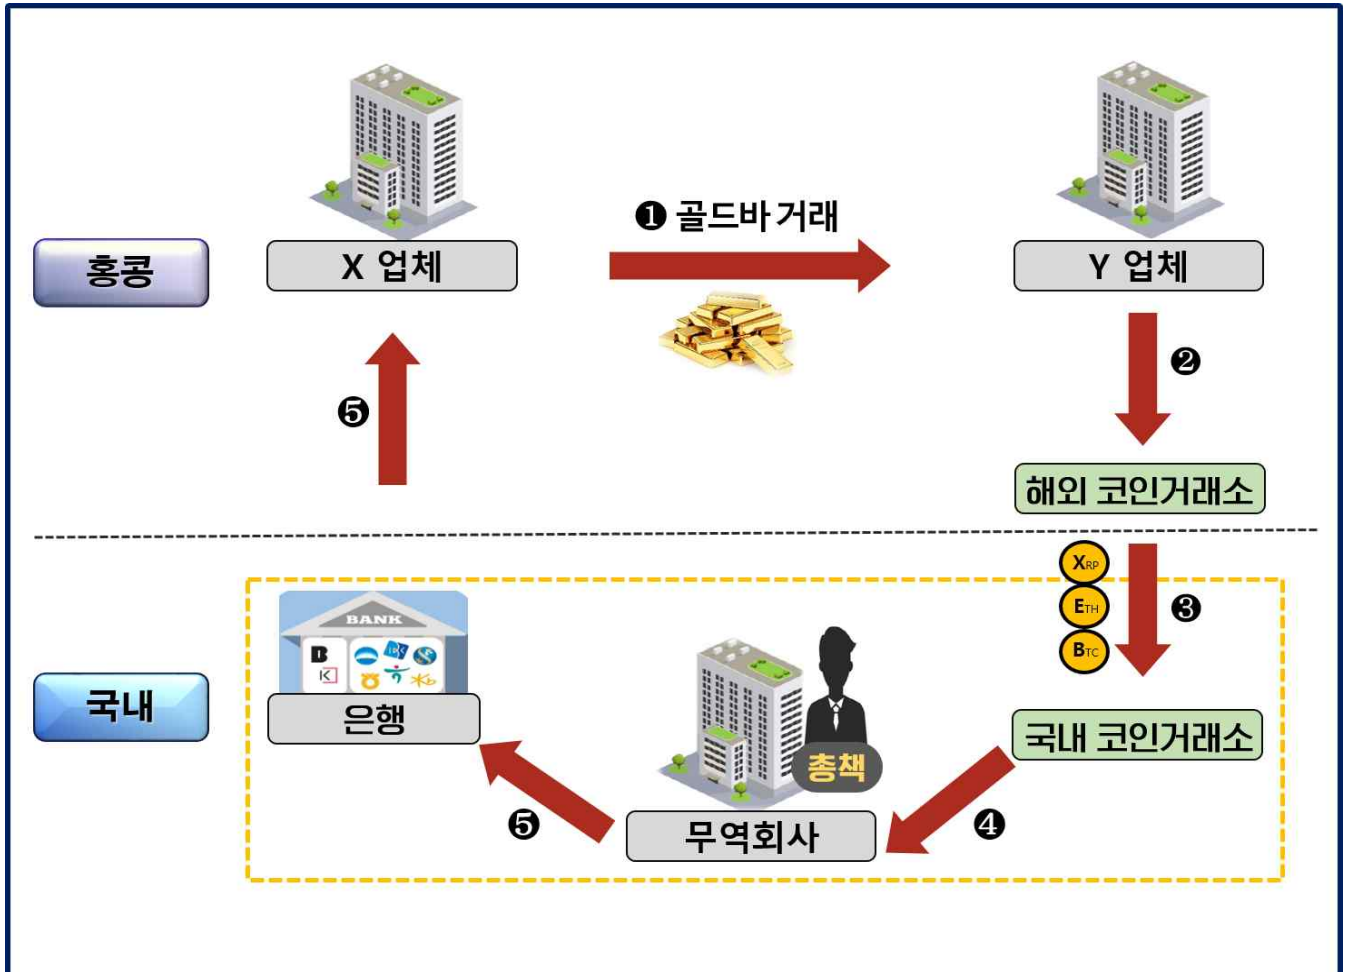 ❶ 골드바 거래
홍콩
X 업체
Y 업체
❷
❺
해외 코인거래소
XRP
ETH
BTC
❸
BANK
국내
은행
총책
국내 코인거래소
❺
무역회사
❹